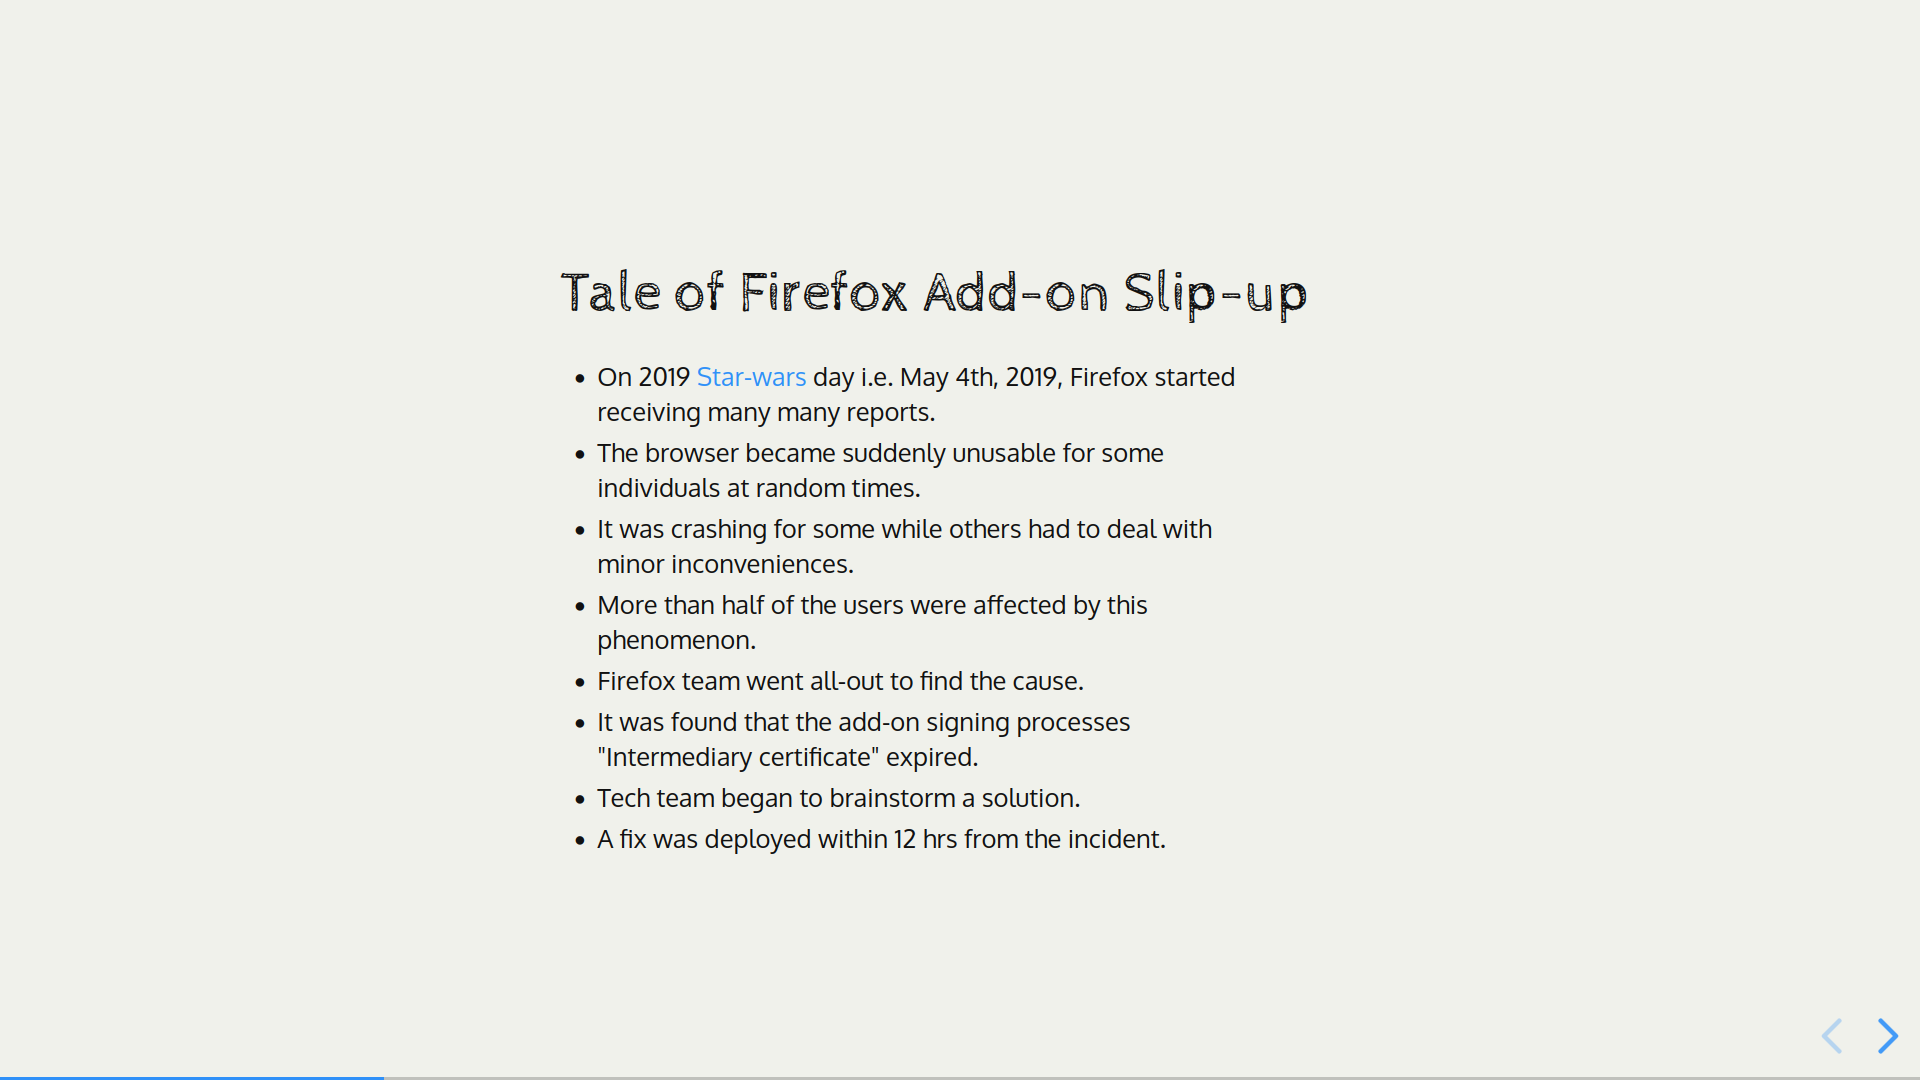 Tale of Firefox Add-on Slip-up
• On 2019 Star-wars day i.e. May 4th, 2019, Firefox started
receiving many many reports.
• The browser became suddenly unusable for some
individuals at random times.
• It was crashing for some while others had to deal with
minor inconveniences.
• More than half of the users were affected by this
phenomenon.
• Firefox team went all-out to find the cause.
• It was found that the add-on signing processes
"Intermediary certificate" expired.
• Tech team began to brainstorm a solution.
• A fix was deployed within 12 hrs from the incident.